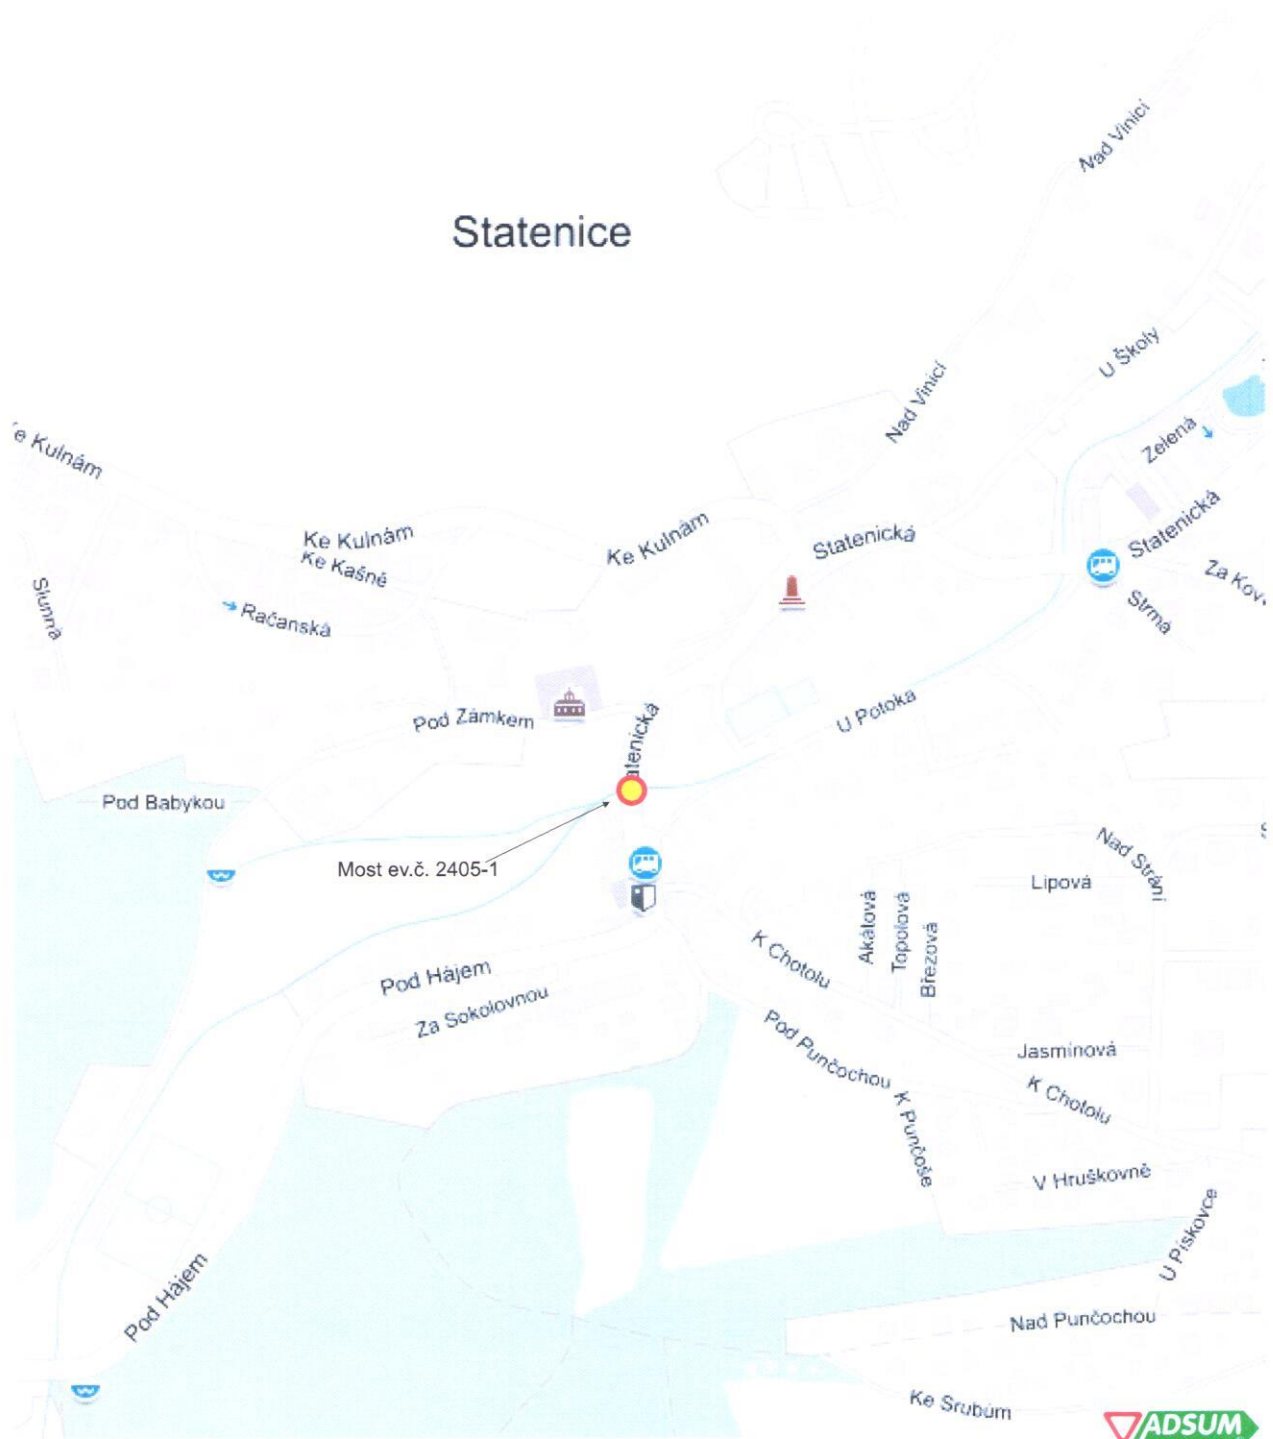 Nad Vinicí
Statenice
U Školy
Nad Vinicí
Zelená
e Kulnám
Statenická
Ke Kulnám
Ke Kulnám
Statenická
Ke Kašně
Za Kov
Slunná
Račanská
Strmá
Pod Zámkem
atenická
U Potoka
Pod Babykou
Most ev.č. 2405-1
Nad Strání
Lipová
Akátová
Topolová
Březová
K Chotolu
Pod Hájem
Za Sokolovnou
Pod Punčochou
Jasmínová
K Chotolu
K Punčoše
V Hruškovně
U Pískovce
Pod Hájem
Nad Punčochou
Ke Srubům
ADSUM